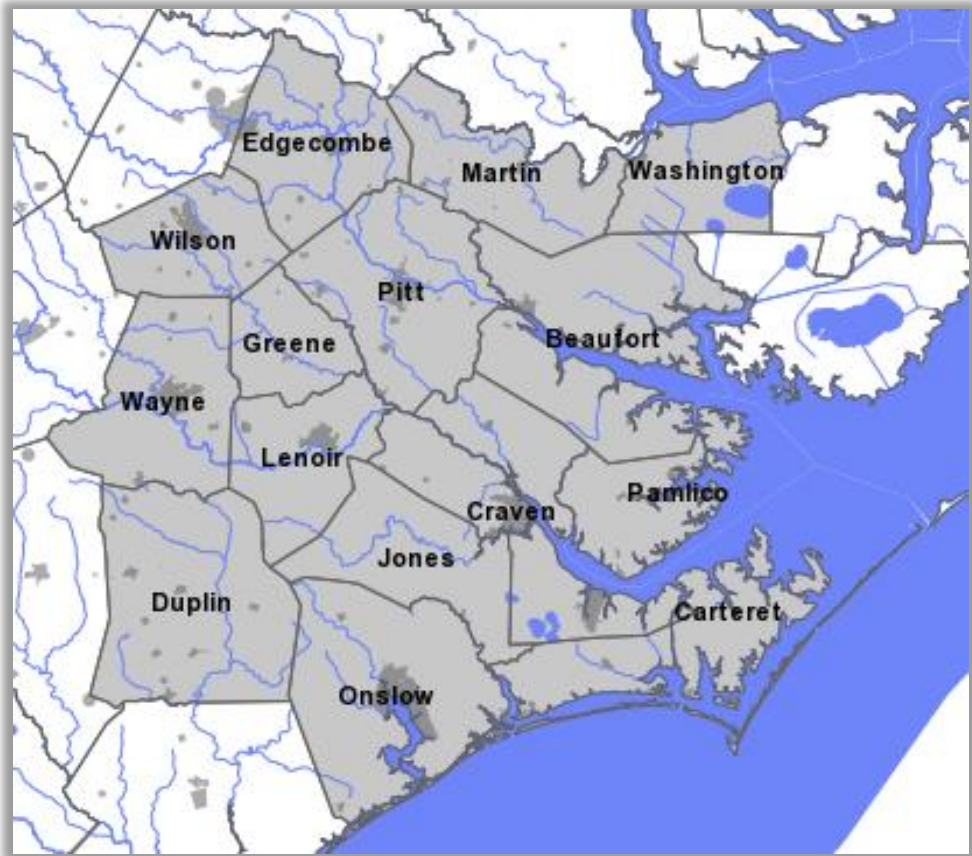 Edgecombe
Martin
Washington
Wilson
Pitt
Greene
Beaufort
Wayne
Lenoir
Pamlico
Craven
Jones
Duplin
Carteret
Onslow